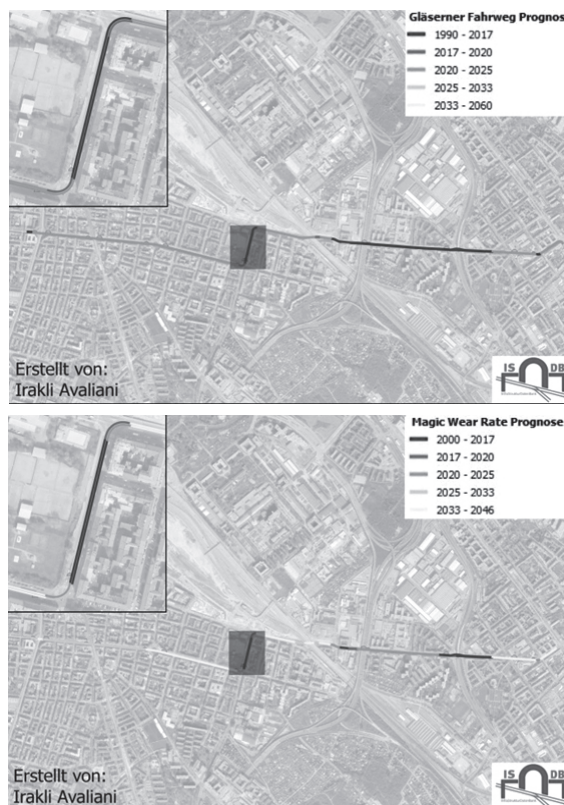 Gläserner Fahrweg Prognos
1990 - 2017
2017 - 2020
2020 - 2025
2025 - 2033
2033 - 2060
Erstellt von:
Irakli Avaliani
IS DB
Magic Wear Rate Prognose
2000 - 2017
2017 - 2020
2020 - 2025
2025 - 2033
2033 - 2046
Erstellt von:
Irakli Avaliani
IS DB